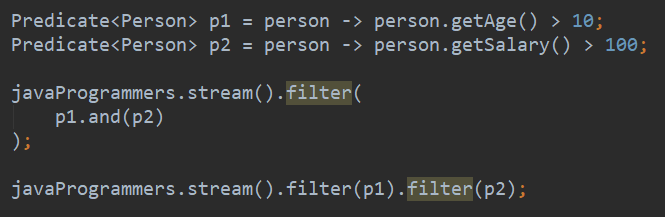 Predicate<Person> p1 = person -> person.getAge() > 10;
Predicate<Person> p2 = person -> person.getSalary() > 100;
javaProgrammers.stream().filter(
p1.and(p2)
);
javaProgrammers.stream().filter(p1).filter(p2);